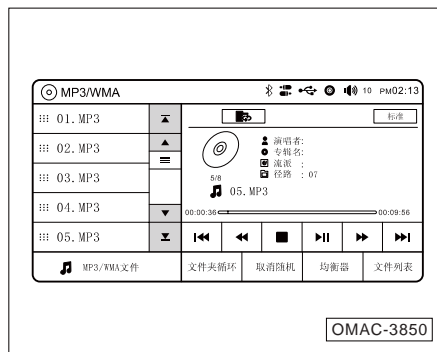 MP3/WMA
10 PM02:13
01.MP3
02.MP3
03.MP3
04.MP3
05.MP3
标准
演唱者:
专辑名:
流派 :
径路 : 07
5/8
05.MP3
00:00:36 00:09:56
MP3/WMA文件 文件夹循环 取消随机 均衡器 文件列表
OMAC-3850